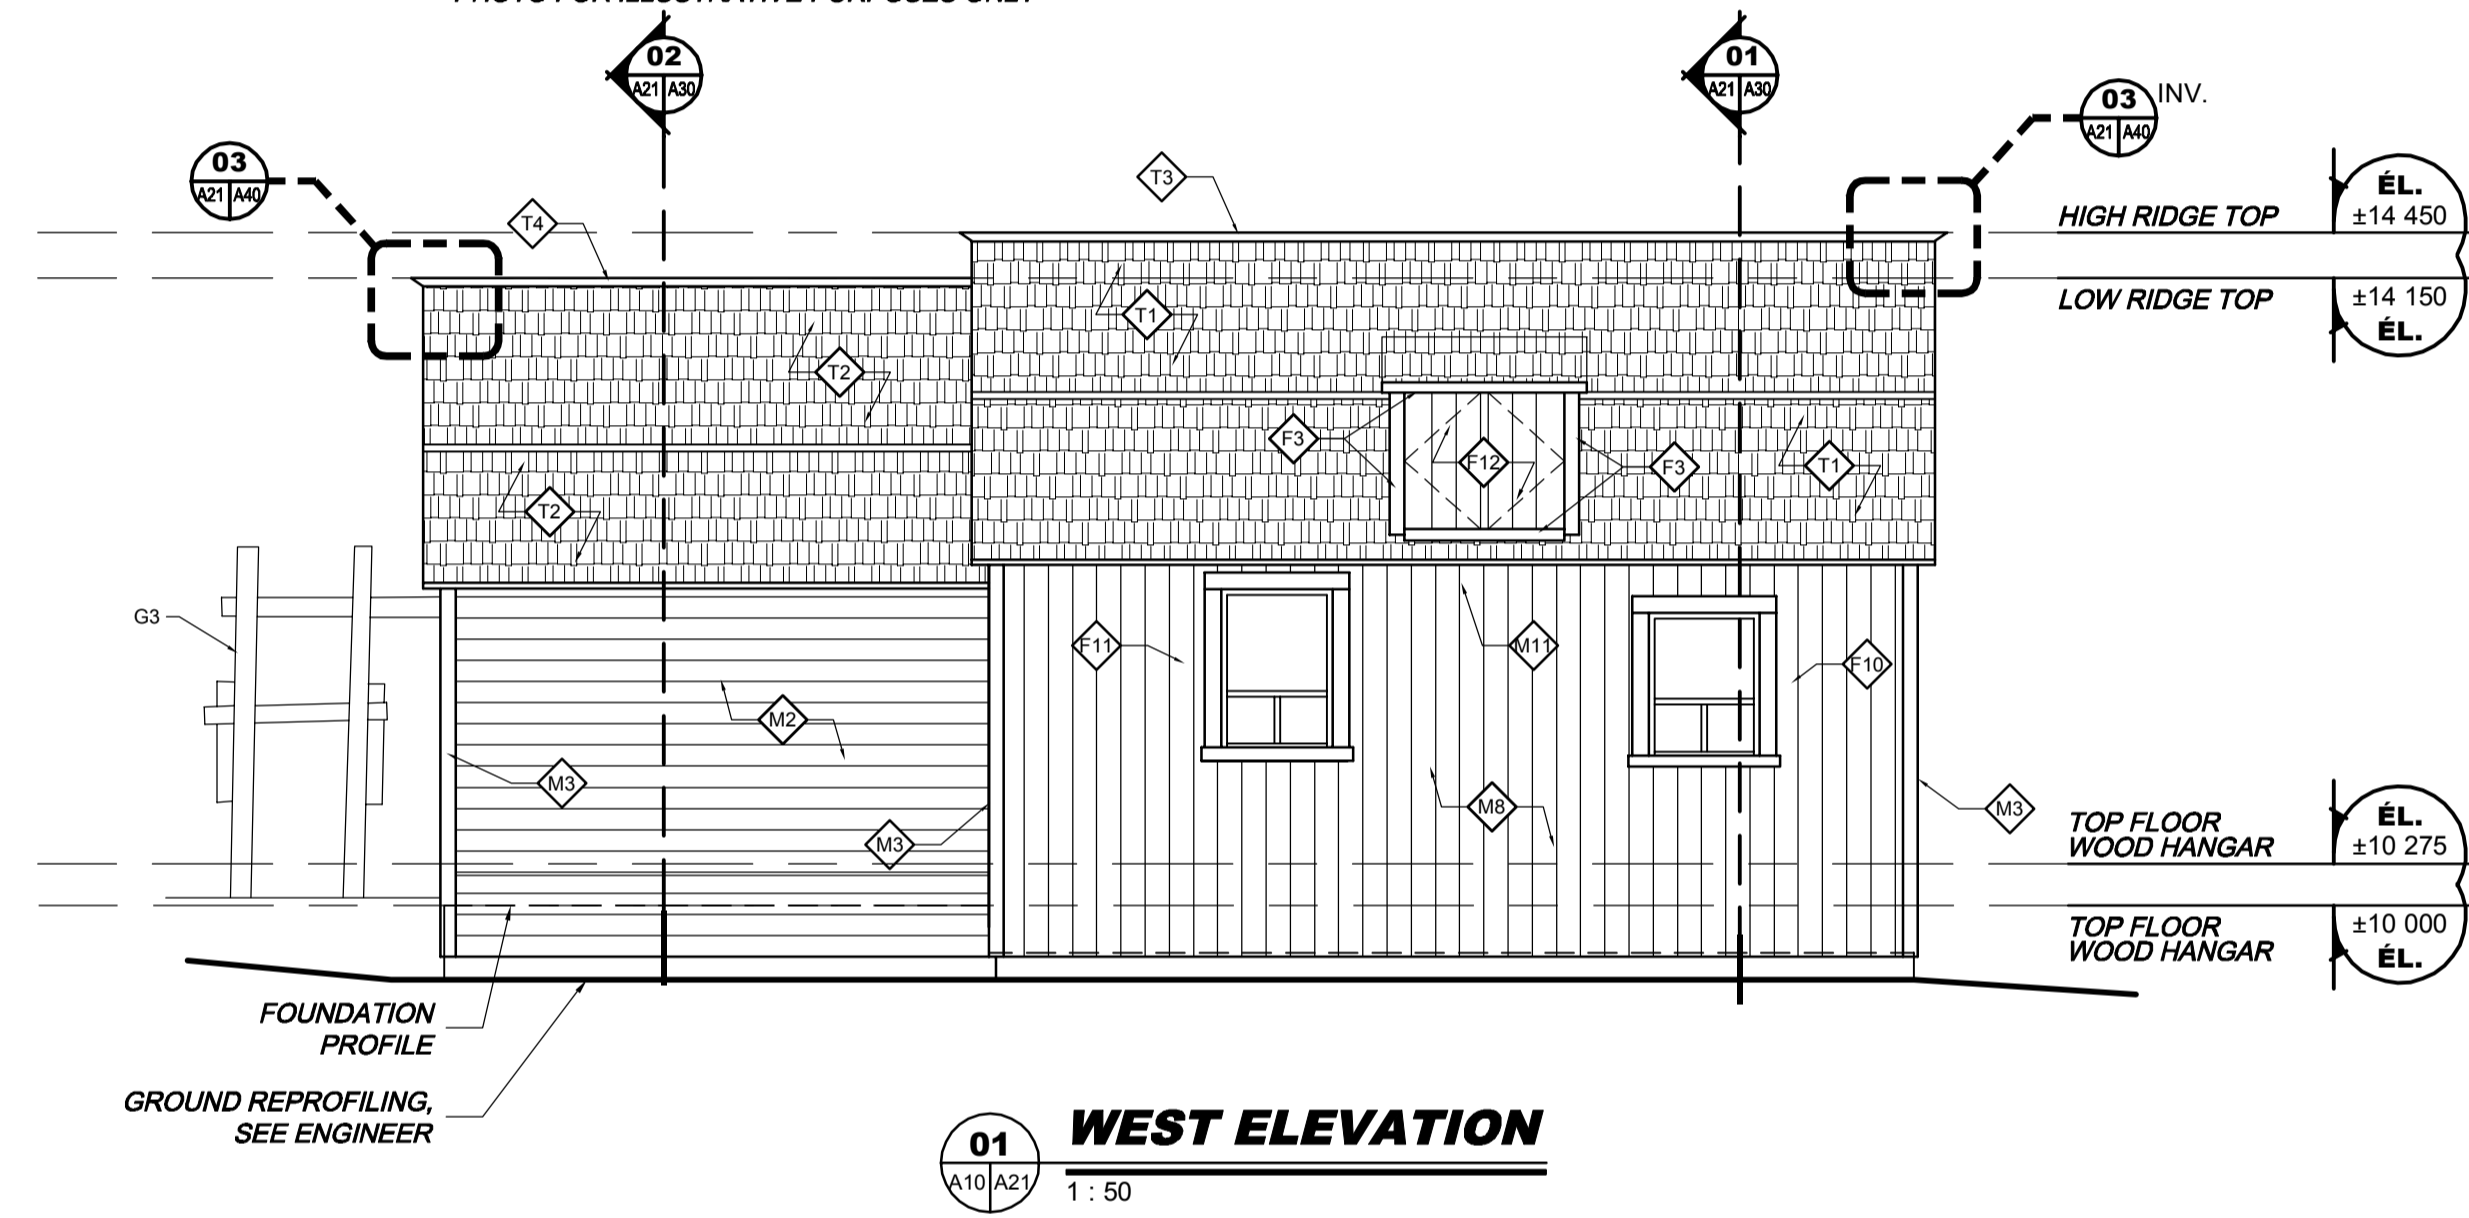 02
A21 A30
01
A21 A30
03
A21 A40
INV.
03
A21 A40
T3
T4
ÉL.
HIGH RIDGE TOP
±14 450
LOW RIDGE TOP
±14 150
ÉL.
T1
T2
F3
F12
F3
T1
T2
G3
F11
M11
F10
M2
M3
M8
M3
M3
TOP FLOOR
WOOD HANGAR
ÉL.
±10 275
TOP FLOOR
WOOD HANGAR
±10 000
ÉL.
FOUNDATION
PROFILE
GROUND REPROFILING,
SEE ENGINEER
01
A10 A21
WEST ELEVATION
1 : 50